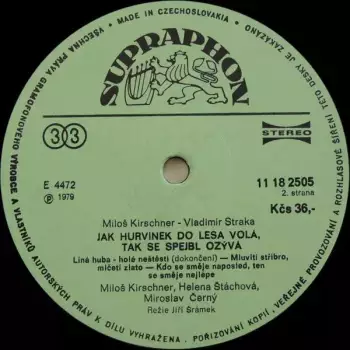 MADE IN CZECHOSLOVAKIA
VŠECHNA PRÁVA GRAMOFONOVÉHO VÝROBCE A VLASTNÍKŮ AUTORSKÝCH PRÁV K DÍLU VYHRAŽENA. POŘIZOVÁNÍ KOPIÍ, VEŘEJNÉ PROVOZOVÁNÍ A ROZHLASOVÉ ŠÍŘENÍ TÉTO DESKY JE ZAKÁZÁNO
SUPRAPHON
33
STEREO
E 4472
℗ 1979
11 18 2505
2. strana
Kčs 36,-
Miloš Kirschner - Vladimír Straka
JAK HURVÍNEK DO LESA VOLÁ,
TAK SE SPEJBL OZÝVÁ
Líná huba - holé neštěstí (dokončení) — Mluviti stříbro,
mlčeti zlato — Kdo se směje naposled, ten
se směje nejlépe
Miloš Kirschner, Helena Štáchová,
Miroslav Černý
Režie Jiří Šrámek